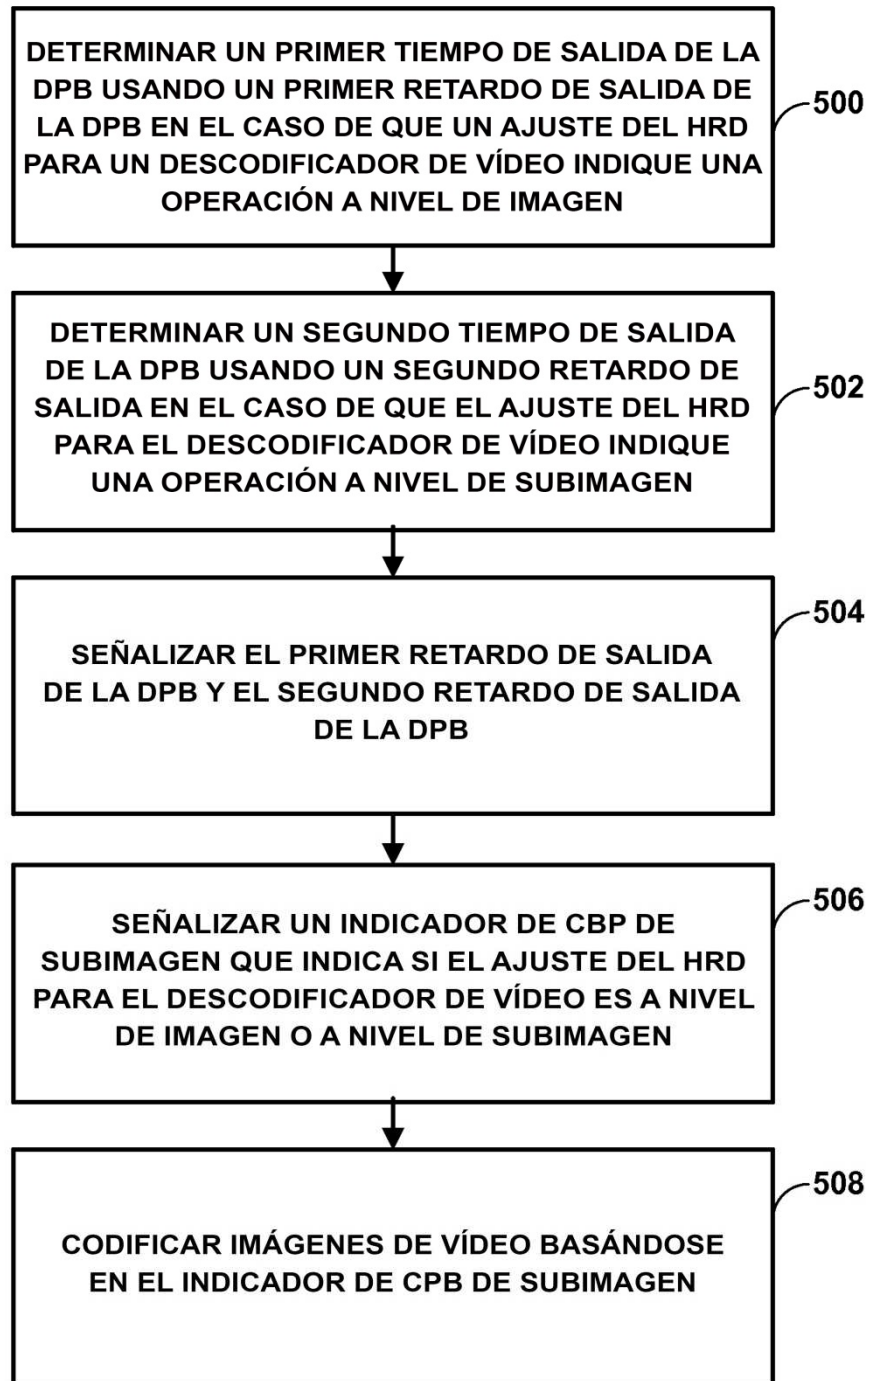 DETERMINAR UN PRIMER TIEMPO DE SALIDA DE LA
DPB USANDO UN PRIMER RETARDO DE SALIDA DE
LA DPB EN EL CASO DE QUE UN AJUSTE DEL HRD
PARA UN DESCODIFICADOR DE VÍDEO INDIQUE UNA
OPERACIÓN A NIVEL DE IMAGEN
500
DETERMINAR UN SEGUNDO TIEMPO DE SALIDA
DE LA DPB USANDO UN SEGUNDO RETARDO DE
SALIDA EN EL CASO DE QUE EL AJUSTE DEL HRD
PARA EL DESCODIFICADOR DE VÍDEO INDIQUE
UNA OPERACIÓN A NIVEL DE SUBIMAGEN
502
SEÑALIZAR EL PRIMER RETARDO DE SALIDA
DE LA DPB Y EL SEGUNDO RETARDO DE SALIDA
DE LA DPB
504
SEÑALIZAR UN INDICADOR DE CBP DE
SUBIMAGEN QUE INDICA SI EL AJUSTE DEL HRD
PARA EL DESCODIFICADOR DE VÍDEO ES A NIVEL
DE IMAGEN O A NIVEL DE SUBIMAGEN
506
CODIFICAR IMÁGENES DE VÍDEO BASÁNDOSE
EN EL INDICADOR DE CPB DE SUBIMAGEN
508